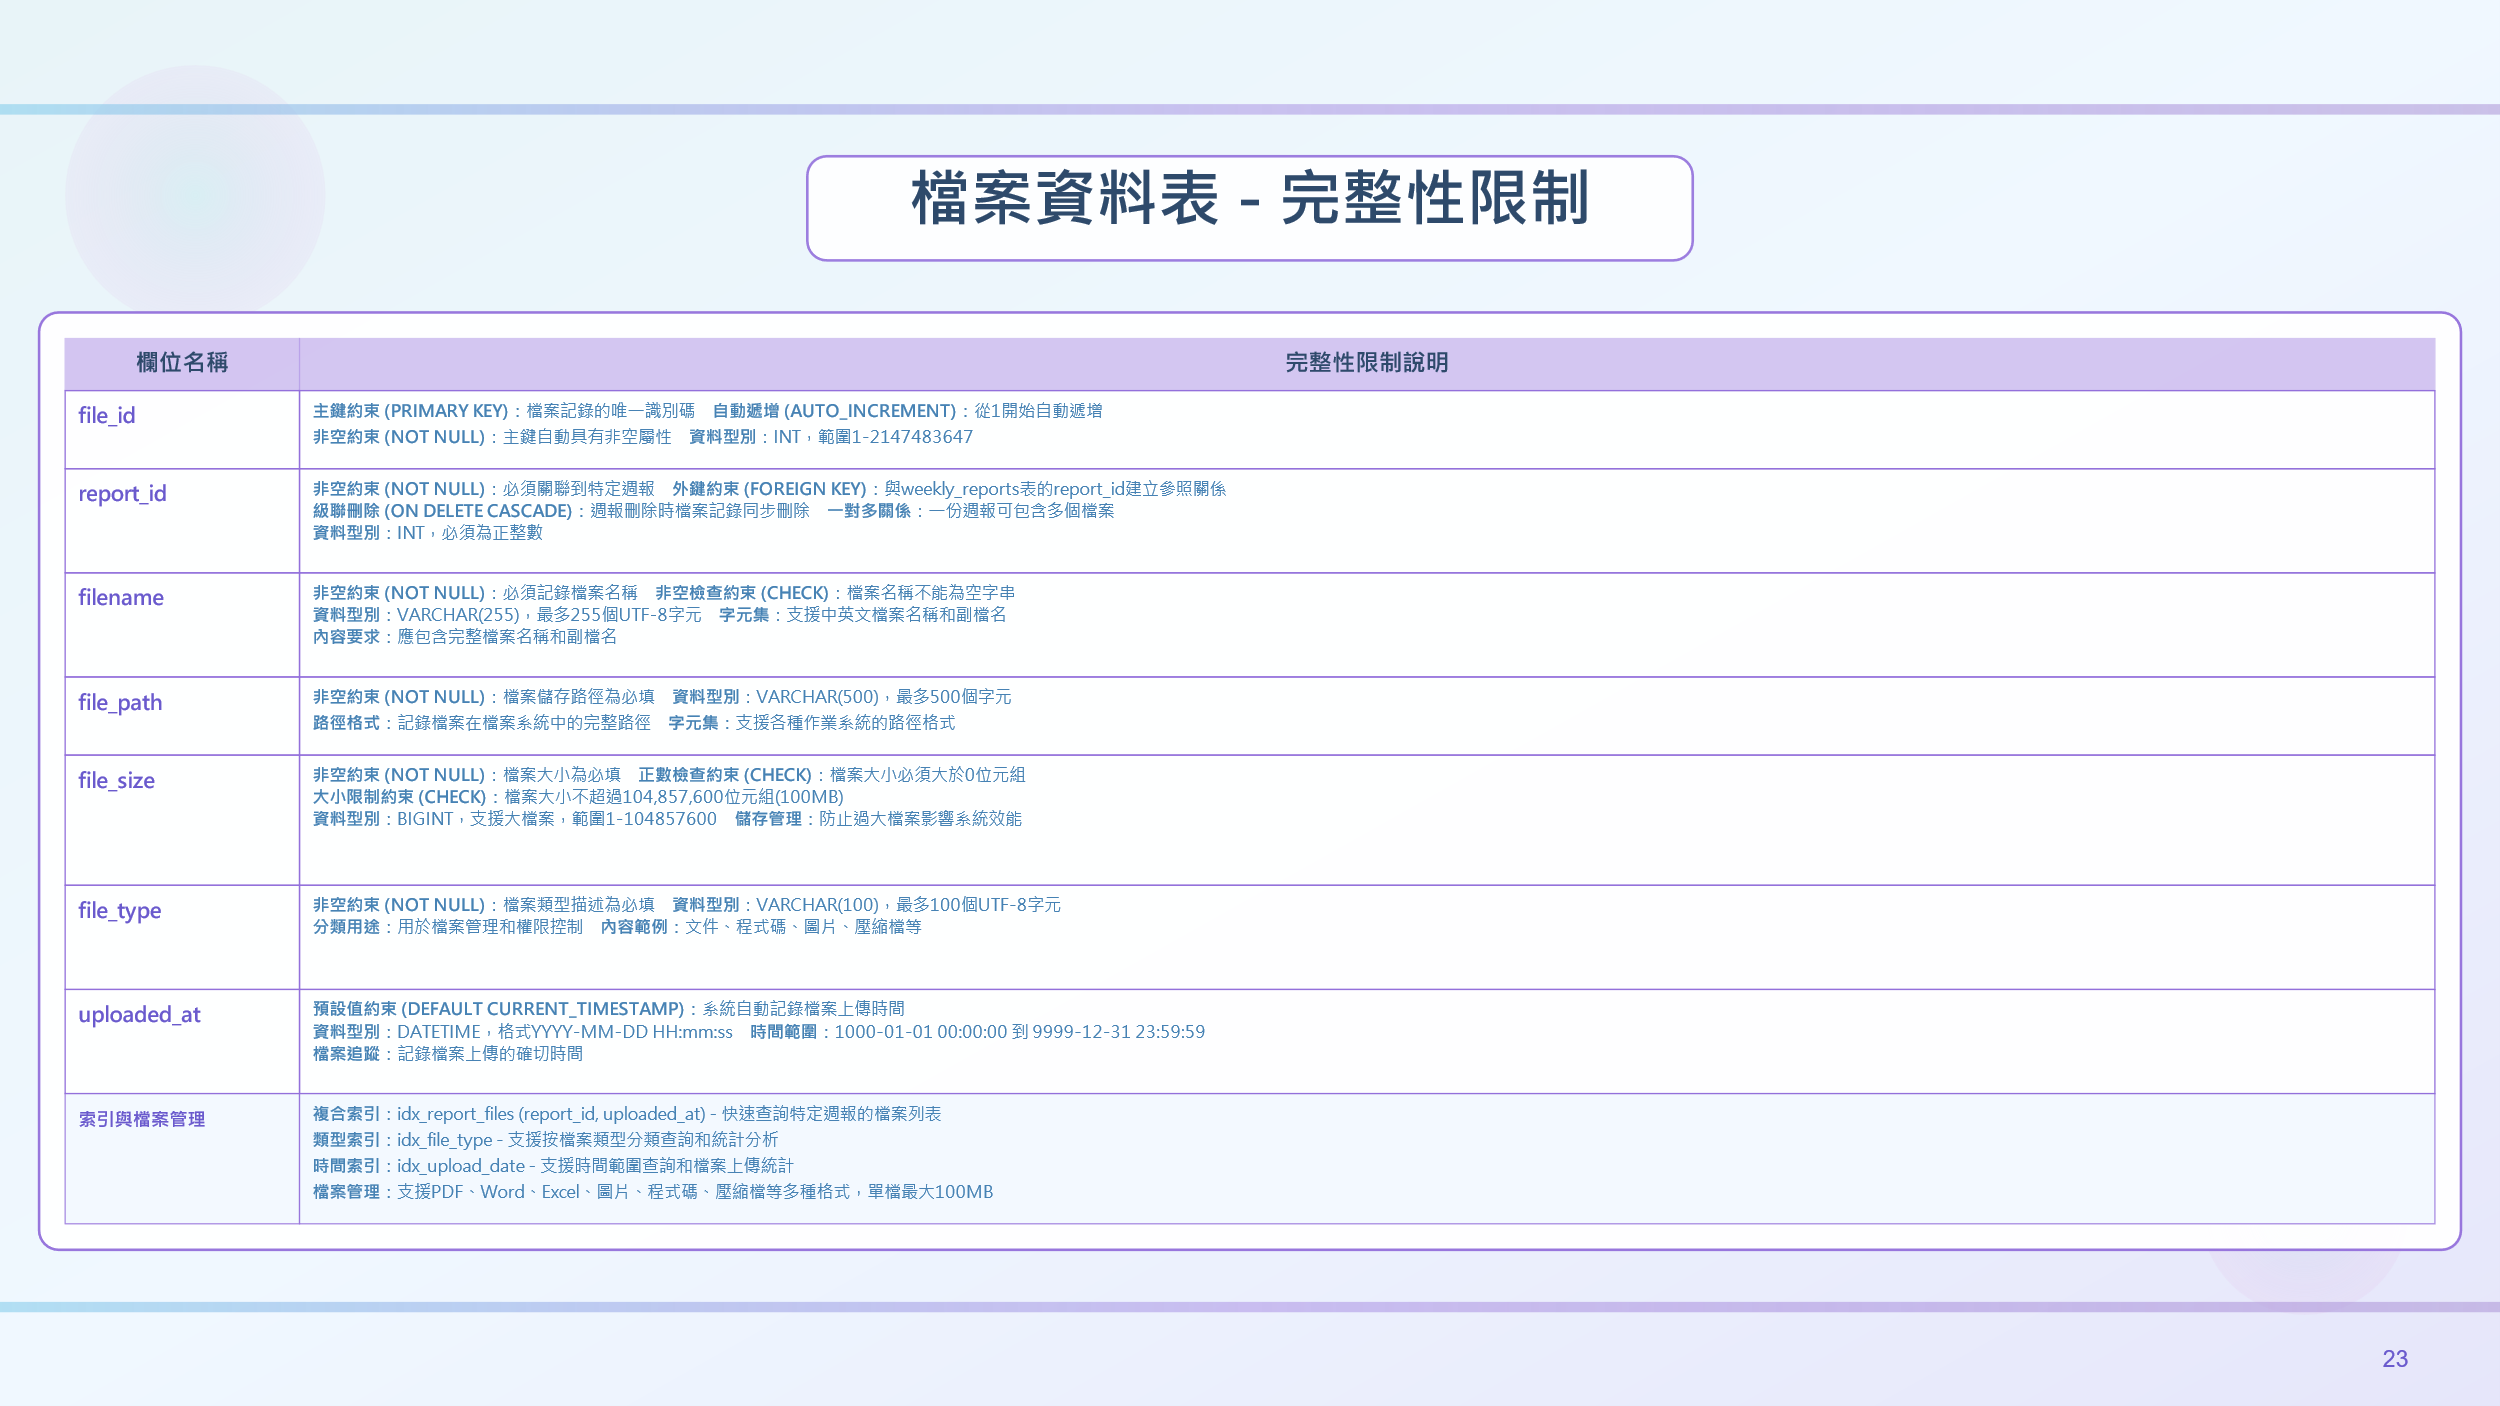 檔案資料表 - 完整性限制
欄位名稱 完整性限制說明
file_id
主鍵約束 (PRIMARY KEY)：檔案記錄的唯一識別碼 自動遞增 (AUTO_INCREMENT)：從1開始自動遞增
非空約束 (NOT NULL)：主鍵自動具有非空屬性 資料型別：INT，範圍1-2147483647
report_id
非空約束 (NOT NULL)：必須關聯到特定週報 外鍵約束 (FOREIGN KEY)：與weekly_reports表的report_id建立參照關係
級聯刪除 (ON DELETE CASCADE)：週報刪除時檔案記錄同步刪除 一對多關係：一份週報可包含多個檔案
資料型別：INT，必須為正整數
filename
非空約束 (NOT NULL)：必須記錄檔案名稱 非空檢查約束 (CHECK)：檔案名稱不能為空字串
資料型別：VARCHAR(255)，最多255個UTF-8字元 字元集：支援中英文檔案名稱和副檔名
內容要求：應包含完整檔案名稱和副檔名
file_path
非空約束 (NOT NULL)：檔案儲存路徑為必填 資料型別：VARCHAR(500)，最多500個字元
路徑格式：記錄檔案在檔案系統中的完整路徑 字元集：支援各種作業系統的路徑格式
file_size
非空約束 (NOT NULL)：檔案大小為必填 正數檢查約束 (CHECK)：檔案大小必須大於0位元組
大小限制約束 (CHECK)：檔案大小不超過104,857,600位元組(100MB)
資料型別：BIGINT，支援大檔案，範圍1-104857600 儲存管理：防止過大檔案影響系統效能
file_type
非空約束 (NOT NULL)：檔案類型描述為必填 資料型別：VARCHAR(100)，最多100個UTF-8字元
分類用途：用於檔案管理和權限控制 內容範例：文件、程式碼、圖片、壓縮檔等
uploaded_at
預設值約束 (DEFAULT CURRENT_TIMESTAMP)：系統自動記錄檔案上傳時間
資料型別：DATETIME，格式YYYY-MM-DD HH:mm:ss 時間範圍：1000-01-01 00:00:00 到 9999-12-31 23:59:59
檔案追蹤：記錄檔案上傳的確切時間
索引與檔案管理
複合索引：idx_report_files (report_id, uploaded_at) - 快速查詢特定週報的檔案列表
類型索引：idx_file_type - 支援按檔案類型分類查詢和統計分析
時間索引：idx_upload_date - 支援時間範圍查詢和檔案上傳統計
檔案管理：支援PDF、Word、Excel、圖片、程式碼、壓縮檔等多種格式，單檔最大100MB
23